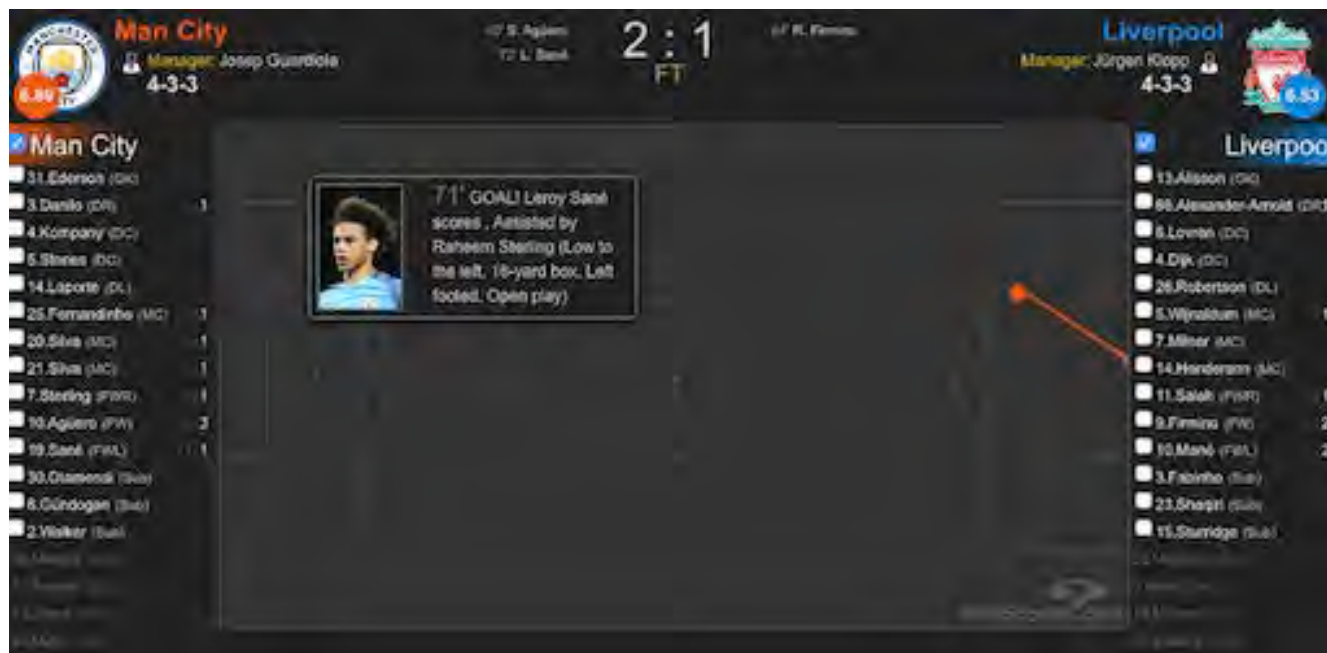 Man City
Manager: Josep Guardiola
4-3-3
6.89
S. Agüero
L. Sané
2 : 1
FT
R. Firmino
Liverpool
Manager: Jürgen Klopp
4-3-3
6.53
Man City
31.Ederson (GK)
3.Danilo (DR) 1
4.Kompany (DC)
5.Stones (DC)
14.Laporte (DL)
25.Fernandinho (MC) 1
20.Silva (MC) 1
21.Silva (MC) 1
7.Sterling (FWR) 1
10.Agüero (FW) 3
19.Sané (FWL) 1
30.Otamendi (Sub)
8.Gündogan (Sub)
2.Walker (Sub)
71' GOAL! Leroy Sané
scores , Assisted by
Raheem Sterling (Low to
the left, 18-yard box, Left
footed, Open play)
Liverpoo
13.Alisson (GK)
66.Alexander-Arnold (DR)
6.Lovren (DC)
4.Dijk (DC)
26.Robertson (DL)
5.Wijnaldum (MC) 1
7.Milner (MC)
14.Henderson (MC)
11.Salah (FWR) 1
9.Firmino (FW) 2
10.Mané (FWL) 2
3.Fabinho (Sub)
23.Shaqiri (Sub)
15.Sturridge (Sub)